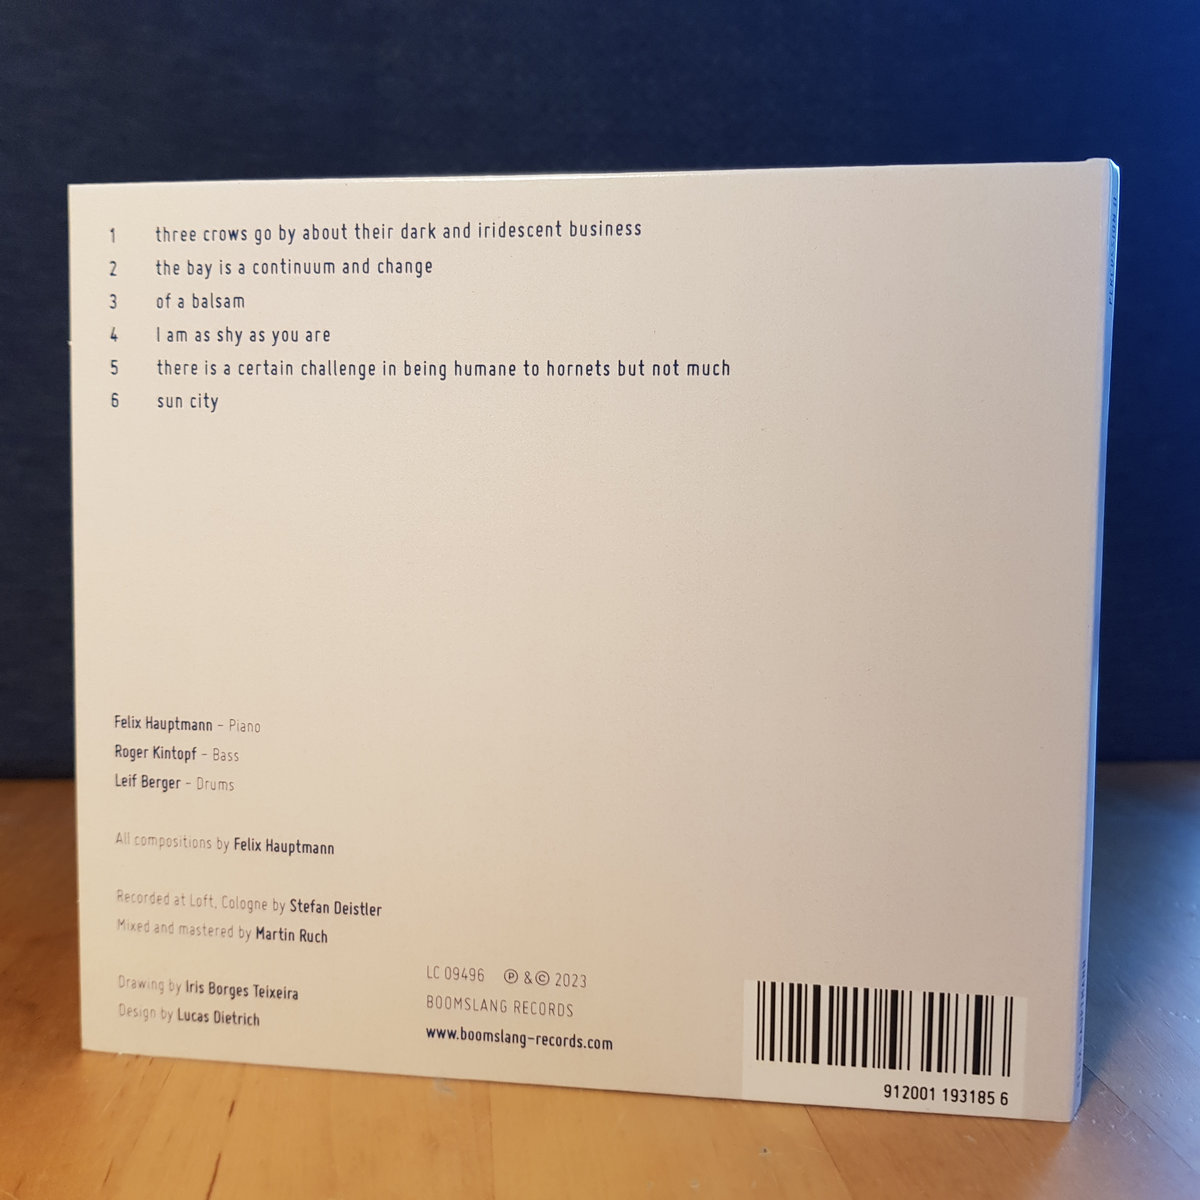 1 three crows go by about their dark and iridescent business
2 the bay is a continuum and change
3 of a balsam
4 I am as shy as you are
5 there is a certain challenge in being humane to hornets but not much
6 sun city
Felix Hauptmann – Piano
Roger Kintopf – Bass
Leif Berger – Drums
All compositions by Felix Hauptmann
Recorded at Loft, Cologne by Stefan Deistler
Mixed and mastered by Martin Ruch
Drawing by Iris Borges Teixeira
Design by Lucas Dietrich
LC 09496 Ⓟ & © 2023
BOOMSLANG RECORDS
www.boomslang-records.com
912001 193185 6
PERCUSSION II
HAUPTMANN